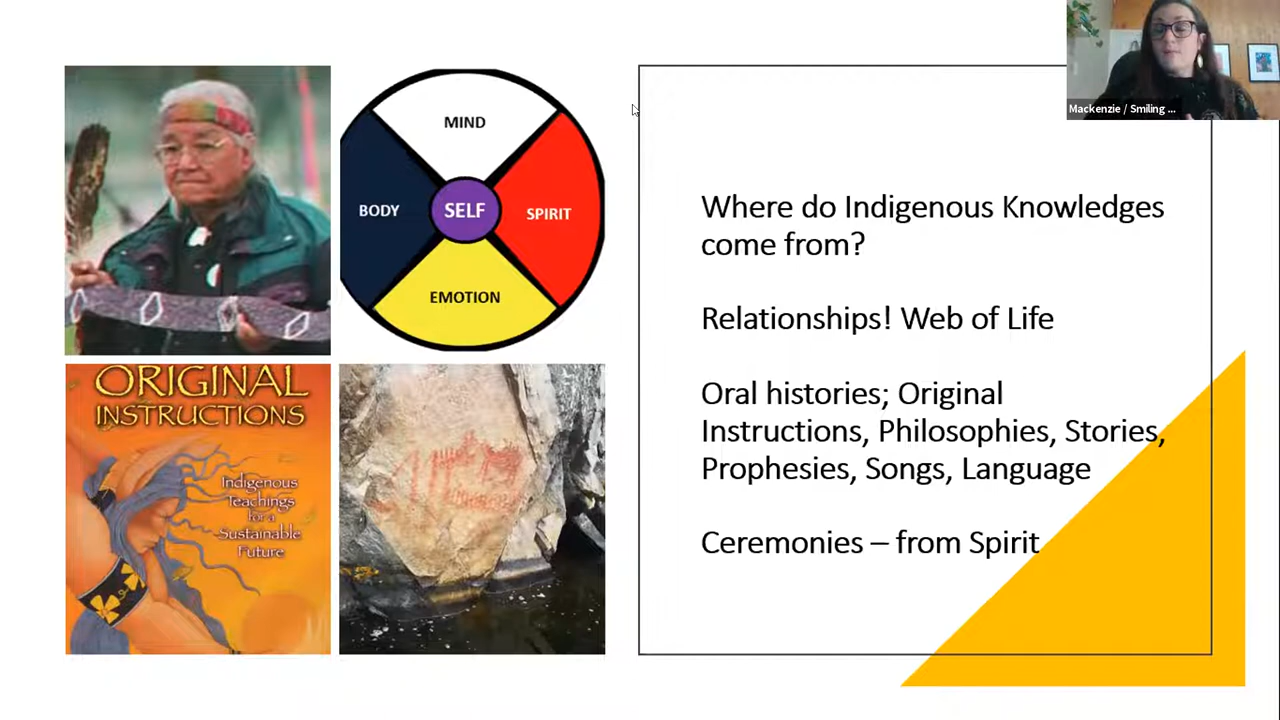 Mackenzie / Smiling ...
MIND
BODY
SELF
SPIRIT
EMOTION
ORIGINAL
INSTRUCTIONS
Indigenous
Teachings
for a
Sustainable
Future
Where do Indigenous Knowledges
come from?
Relationships! Web of Life
Oral histories; Original
Instructions, Philosophies, Stories,
Prophesies, Songs, Language
Ceremonies – from Spirit